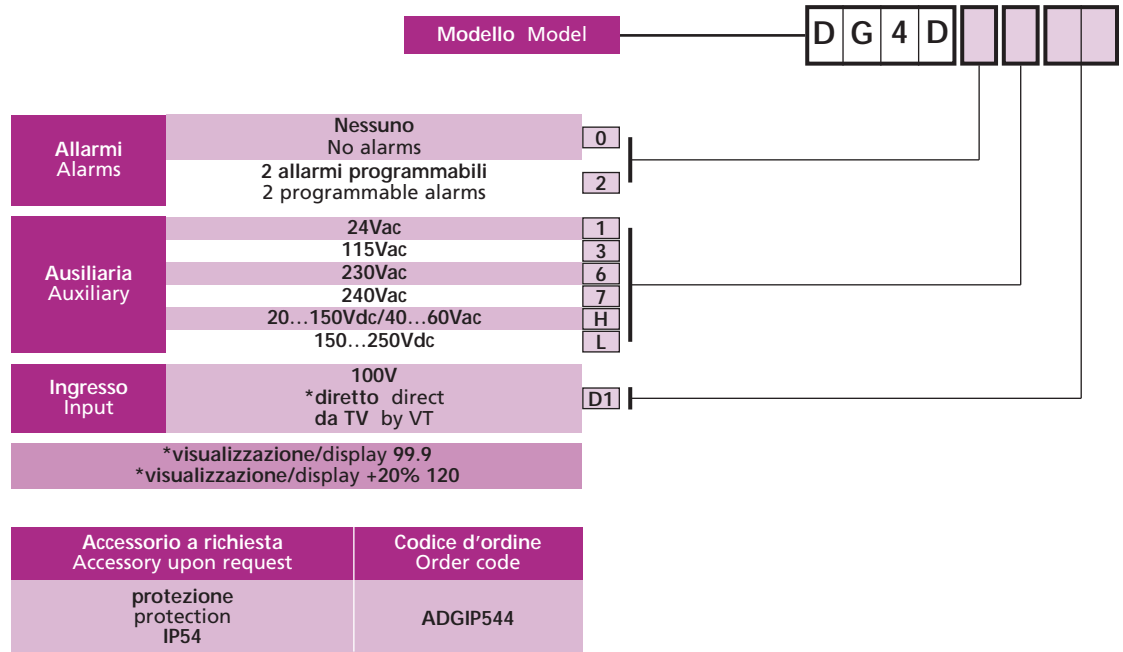 Modello Model
D G 4 D
Allarmi
Alarms
Nessuno
No alarms
0
2 allarmi programmabili
2 programmable alarms
2
Ausiliaria
Auxiliary
24Vac
1
115Vac
3
230Vac
6
240Vac
7
20...150Vdc/40...60Vac
H
150...250Vdc
L
Ingresso
Input
100V
*diretto direct
da TV by VT
D1
*visualizzazione/display 99.9
*visualizzazione/display +20% 120
Accessorio a richiesta
Accessory upon request
Codice d'ordine
Order code
protezione
protection
IP54
ADGIP544